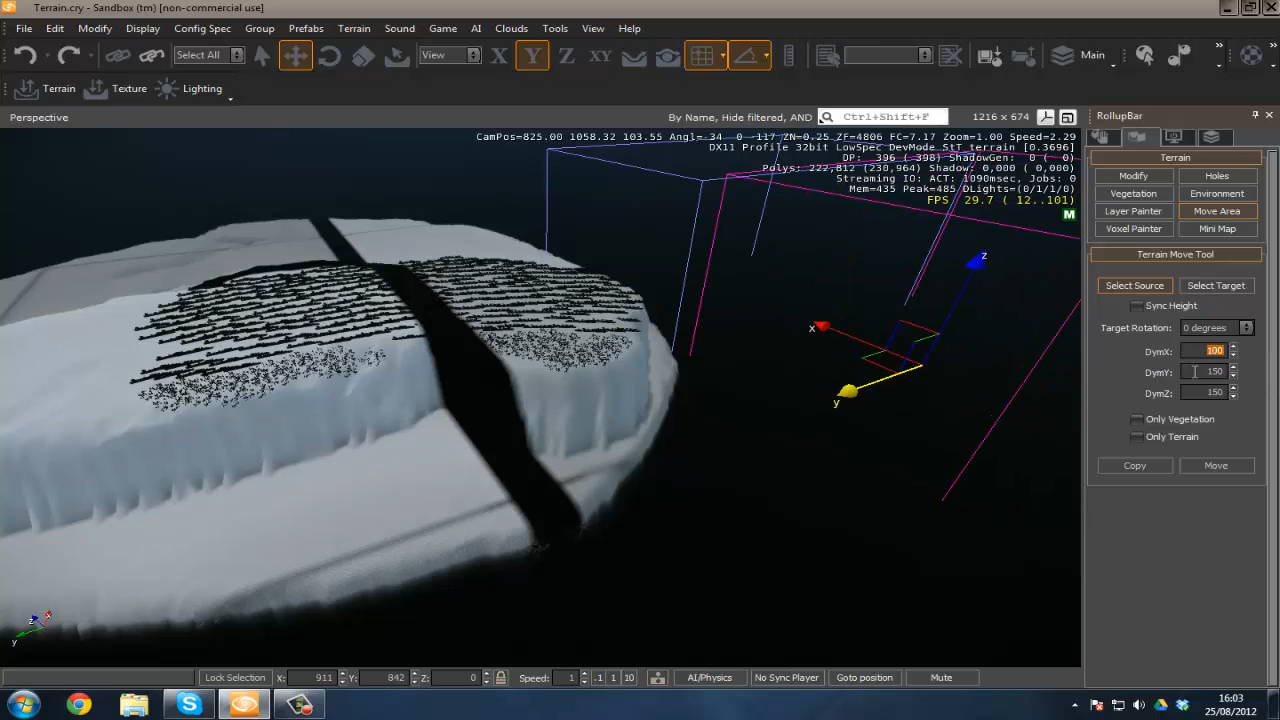 Terrain.cry - Sandbox (tm) [non-commercial use]
File Edit Modify Display Config Spec Group Prefabs Terrain Sound Game AI Clouds Tools View Help
Select All View X Y Z XY Main
Terrain Texture Lighting
Perspective By Name, Hide filtered, AND Ctrl+Shift+F 1216 x 674
RollupBar
CamPos=825.00 1058.32 103.55 Angl=-34 0 -117 ZN=0.25 ZF=4806 FC=7.17 Zoom=1.00 Speed=2.29
DX11 Profile 32bit LowSpec DevMode StT terrain [0.3696]
DP: 396 ( 398) ShadowGen: 0 ( 0)
Polys: 222,812 (230,964) Shadow: 0,000 ( 0,000)
Streaming IO: ACT: 1090msec, Jobs: 0
Mem=435 Peak=485 DLights=(0/1/1/0)
FPS 29.7 ( 12..101)
M
Terrain
Modify Holes
Vegetation Environment
Layer Painter Move Area
Voxel Painter Mini Map
Terrain Move Tool
Select Source Select Target
Sync Height
Target Rotation: 0 degrees
DymX: 100
DymY: 150
DymZ: 150
Only Vegetation
Only Terrain
Copy Move
z
x
y
z x
y
Lock Selection X: 911 Y: 842 Z: 0 Speed: 1 .1 1 10 AI/Physics No Sync Player Goto position Mute
16:03
25/08/2012